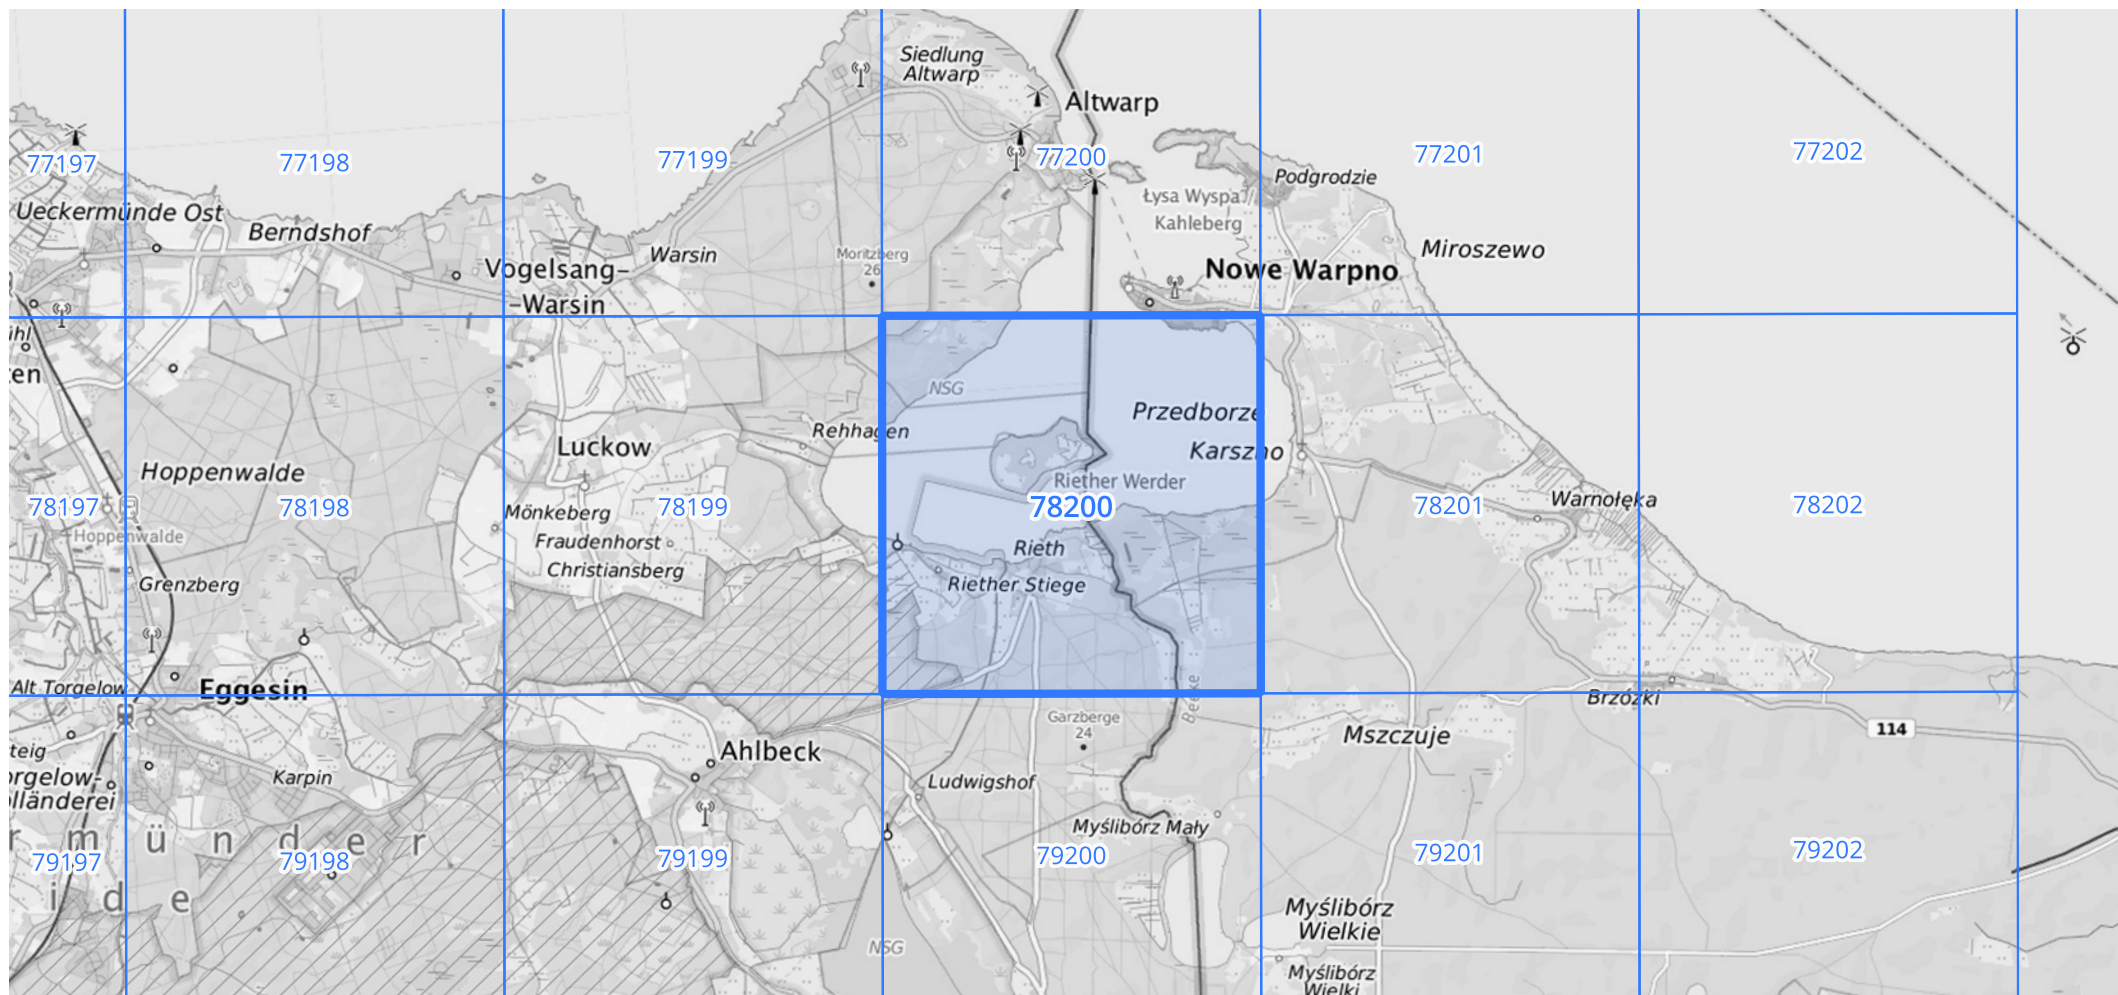 Siedlung
Altwarp
Altwarp
77197
77198
77199
77200
77201
77202
Podgrodzie
Łysa Wyspa
Kahleberg
Ueckermünde Ost
Berndshof
Warsin
Moritzberg
26
Miroszewo
Vogelsang-
-Warsin
Nowe Warpno
NSG
Przedborze
Rehhagen
Karszno
Luckow
Hoppenwalde
Riether Werder
Warnołęka
78197
78198
78199
78200
78201
78202
Mönkeberg
Hoppenwalde
Fraudenhorst
Rieth
Christiansberg
Grenzberg
Riether Stiege
Alt Torgelow
Eggesin
Beeke
Brzózki
Garzberge
24
114
Mszczuje
Ahlbeck
Karpin
Ludwigshof
Myślibórz Mały
r m ü n d e r
79197
79198
79199
79200
79201
79202
i d e
Myślibórz
Wielkie
NSG
Myślibórz
Wielki